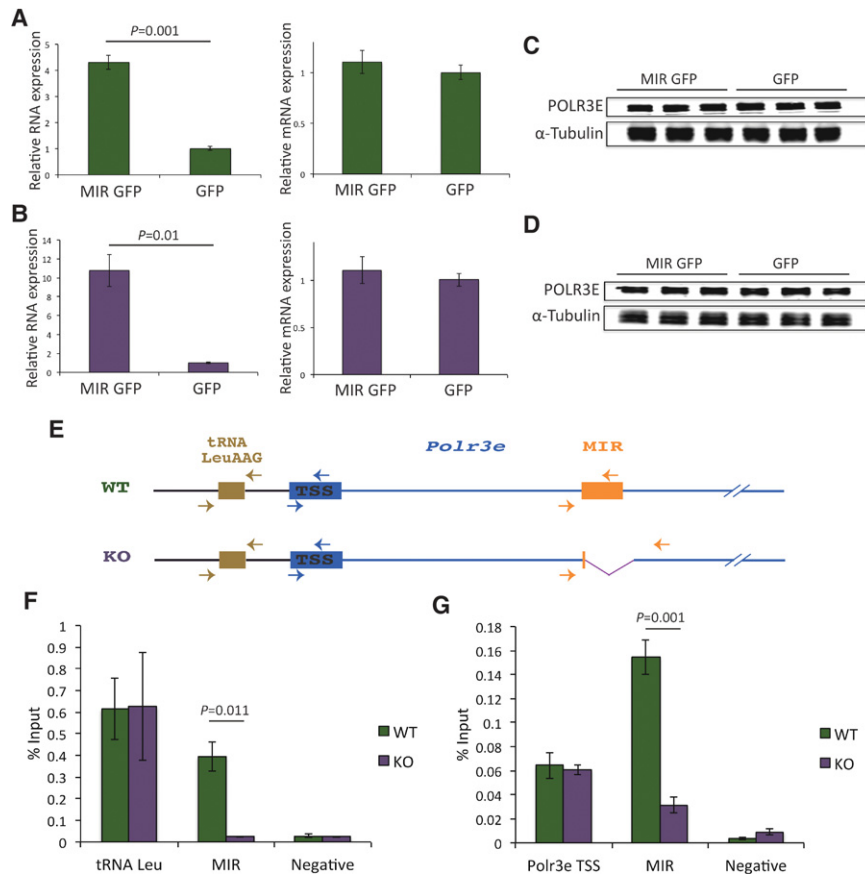 A
P=0.001
Relative RNA expression
5
4
3
2
1
0
MIR GFP
GFP
Relative mRNA expression
1
0.5
0
MIR GFP
GFP
C
MIR GFP
GFP
POLR3E
α-Tubulin
B
P=0.01
Relative RNA expression
14
12
10
8
6
4
2
0
MIR GFP
GFP
Relative mRNA expression
1
0.5
0
MIR GFP
GFP
D
MIR GFP
GFP
POLR3E
α-Tubulin
E
tRNA
LeuAAG
Polr3e
MIR
WT
TSS
KO
TSS
F
% Input
1
0.9
0.8
0.7
0.6
0.5
0.4
0.3
0.2
0.1
0
P=0.011
tRNA Leu
MIR
Negative
WT
KO
G
% Input
0.18
0.16
0.14
0.12
0.1
0.08
0.06
0.04
0.02
0
P=0.001
Polr3e TSS
MIR
Negative
WT
KO